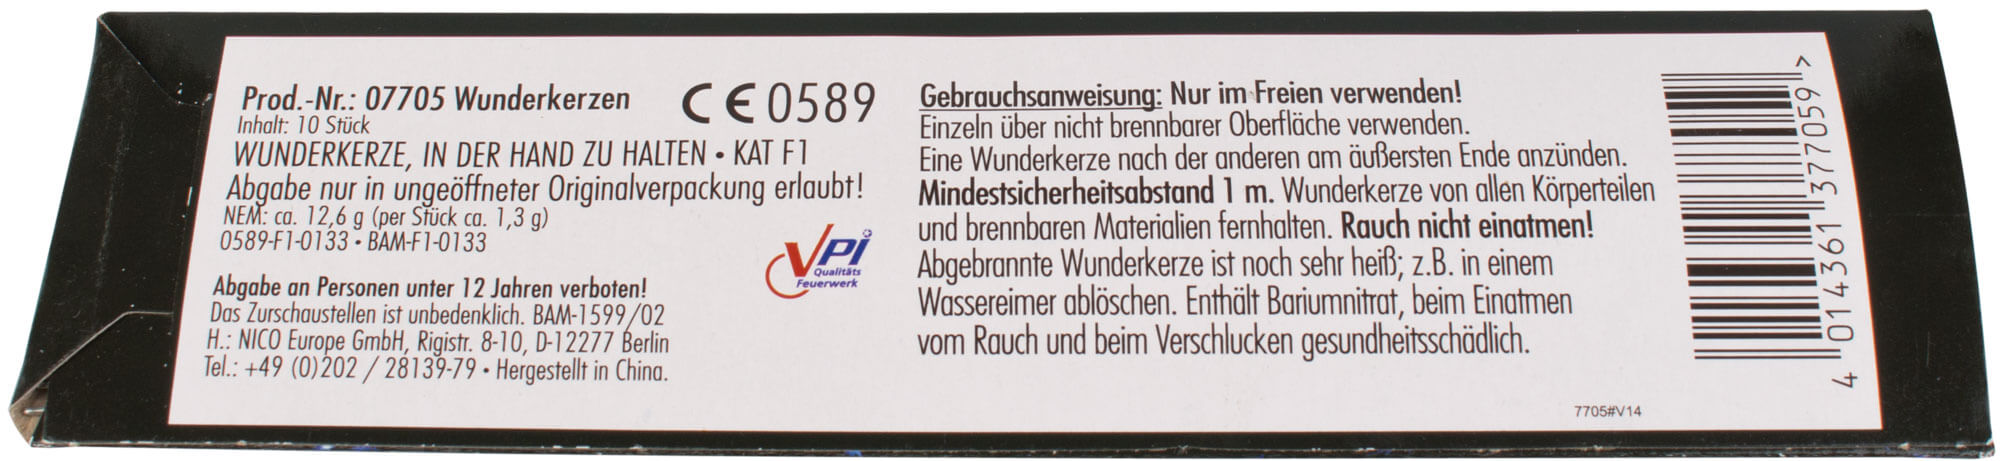 Prod.-Nr.: 07705 Wunderkerzen
Inhalt: 10 Stück
WUNDERKERZE, IN DER HAND ZU HALTEN • KAT F1
Abgabe nur in ungeöffneter Originalverpackung erlaubt!
NEM: ca. 12,6 g (per Stück ca. 1,3 g)
0589-F1-0133 • BAM-F1-0133
Abgabe an Personen unter 12 Jahren verboten!
Das Zurschaustellen ist unbedenklich. BAM-1599/02
H.: NICO Europe GmbH, Rigistr. 8-10, D-12277 Berlin
Tel.: +49 (0)202 / 28139-79 • Hergestellt in China.
CE 0589
VPi
Qualitäts
Feuerwerk
Gebrauchsanweisung: Nur im Freien verwenden!
Einzeln über nicht brennbarer Oberfläche verwenden.
Eine Wunderkerze nach der anderen am äußersten Ende anzünden.
Mindestsicherheitsabstand 1 m. Wunderkerze von allen Körperteilen
und brennbaren Materialien fernhalten. Rauch nicht einatmen!
Abgebrannte Wunderkerze ist noch sehr heiß; z.B. in einem
Wassereimer ablöschen. Enthält Bariumnitrat, beim Einatmen
vom Rauch und beim Verschlucken gesundheitsschädlich.
4 014361 377059 >
7705#V14